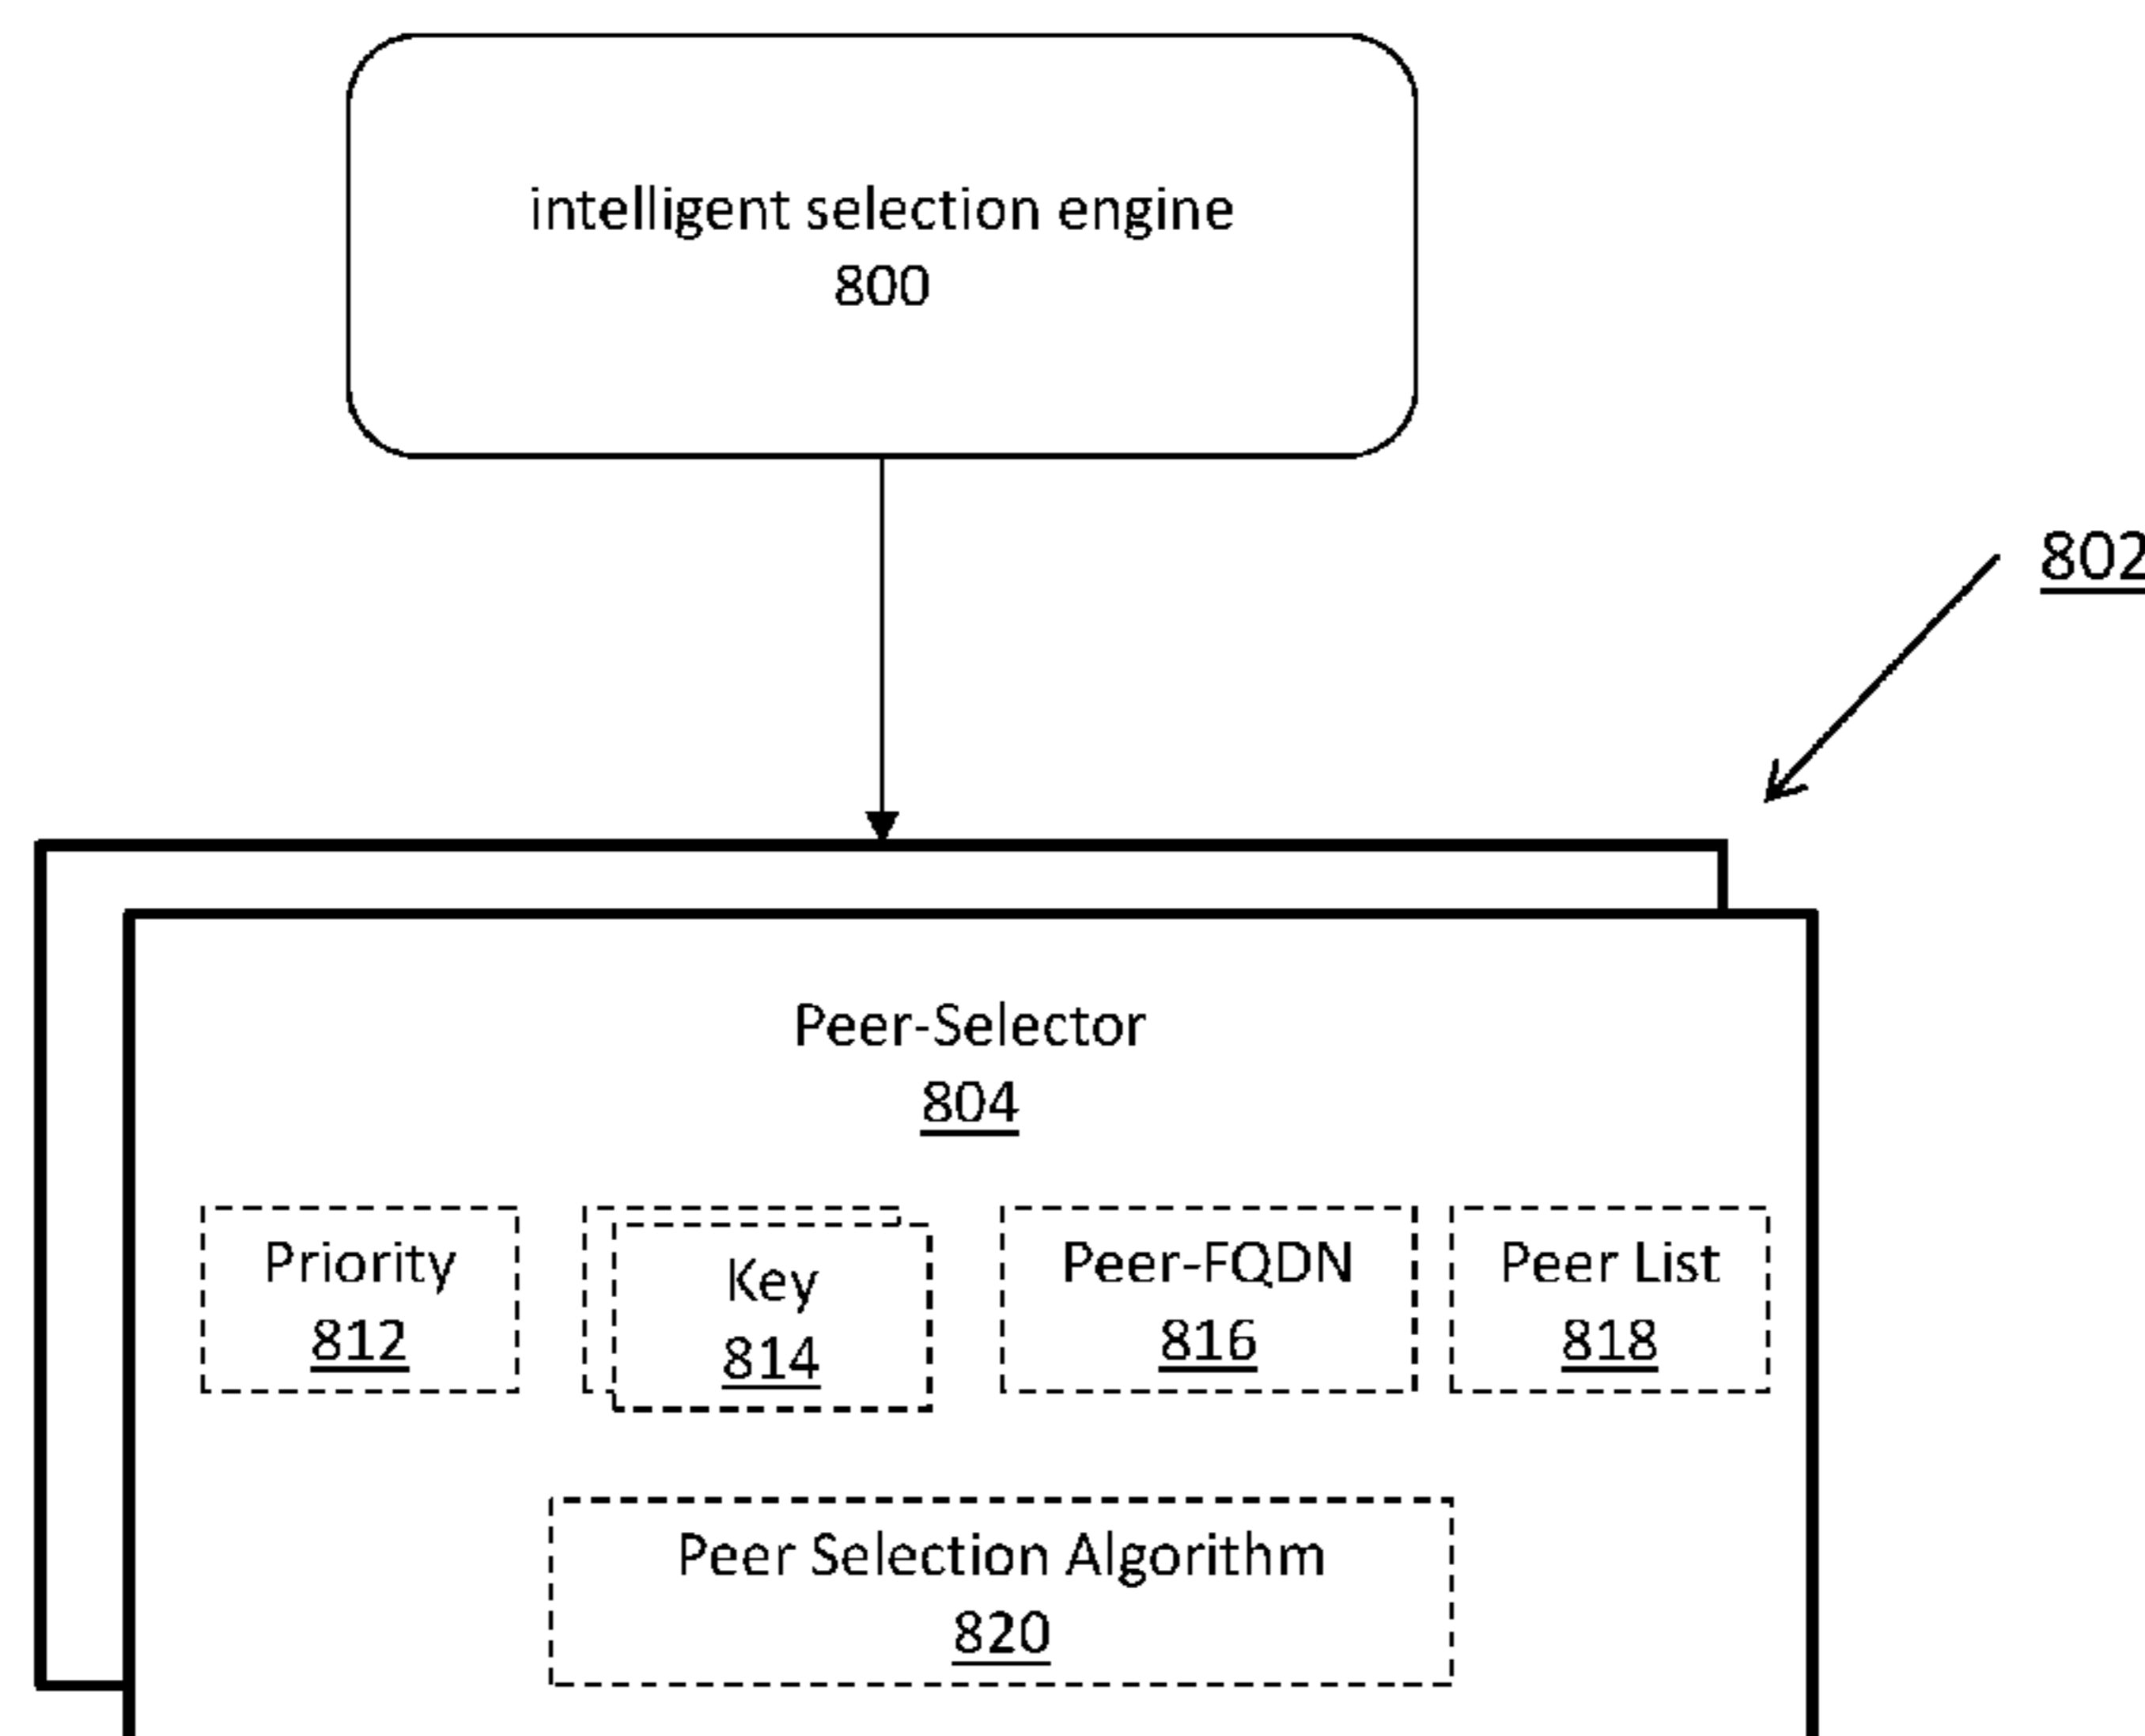 intelligent selection engine
800
802
Peer-Selector
804
Priority
812
Key
814
Peer-FQDN
816
Peer List
818
Peer Selection Algorithm
820